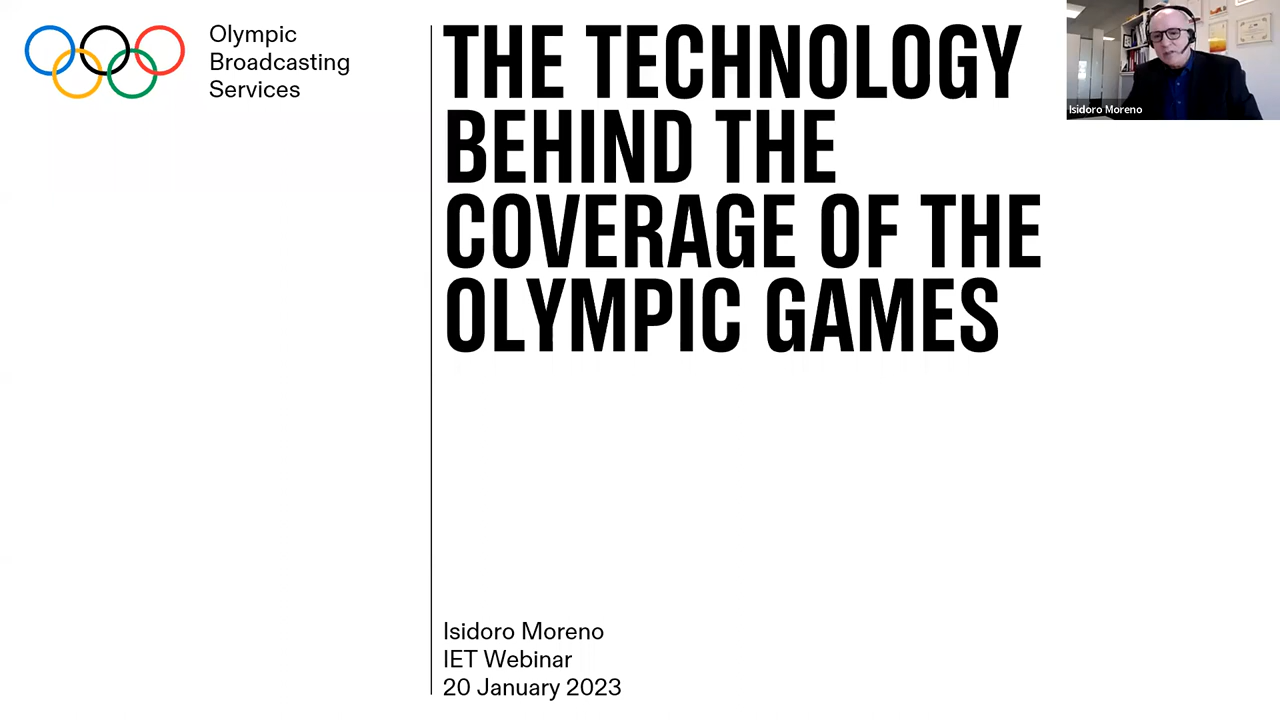 Olympic
Broadcasting
Services
THE TECHNOLOGY
BEHIND THE
COVERAGE OF THE
OLYMPIC GAMES
Isidoro Moreno
Isidoro Moreno
IET Webinar
20 January 2023